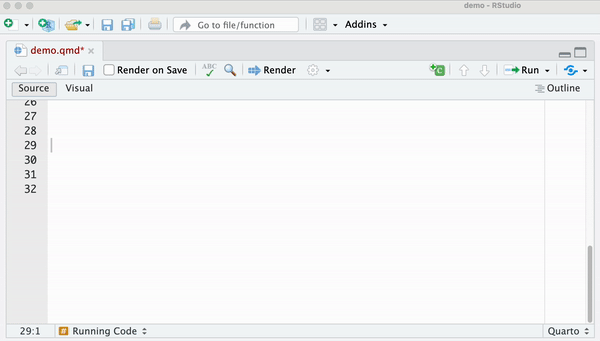 demo - RStudio
Go to file/function Addins
demo.qmd*
Render on Save ABC Render Run
Source Visual Outline
26
27
28
29
30
31
32
29:1 # Running Code Quarto